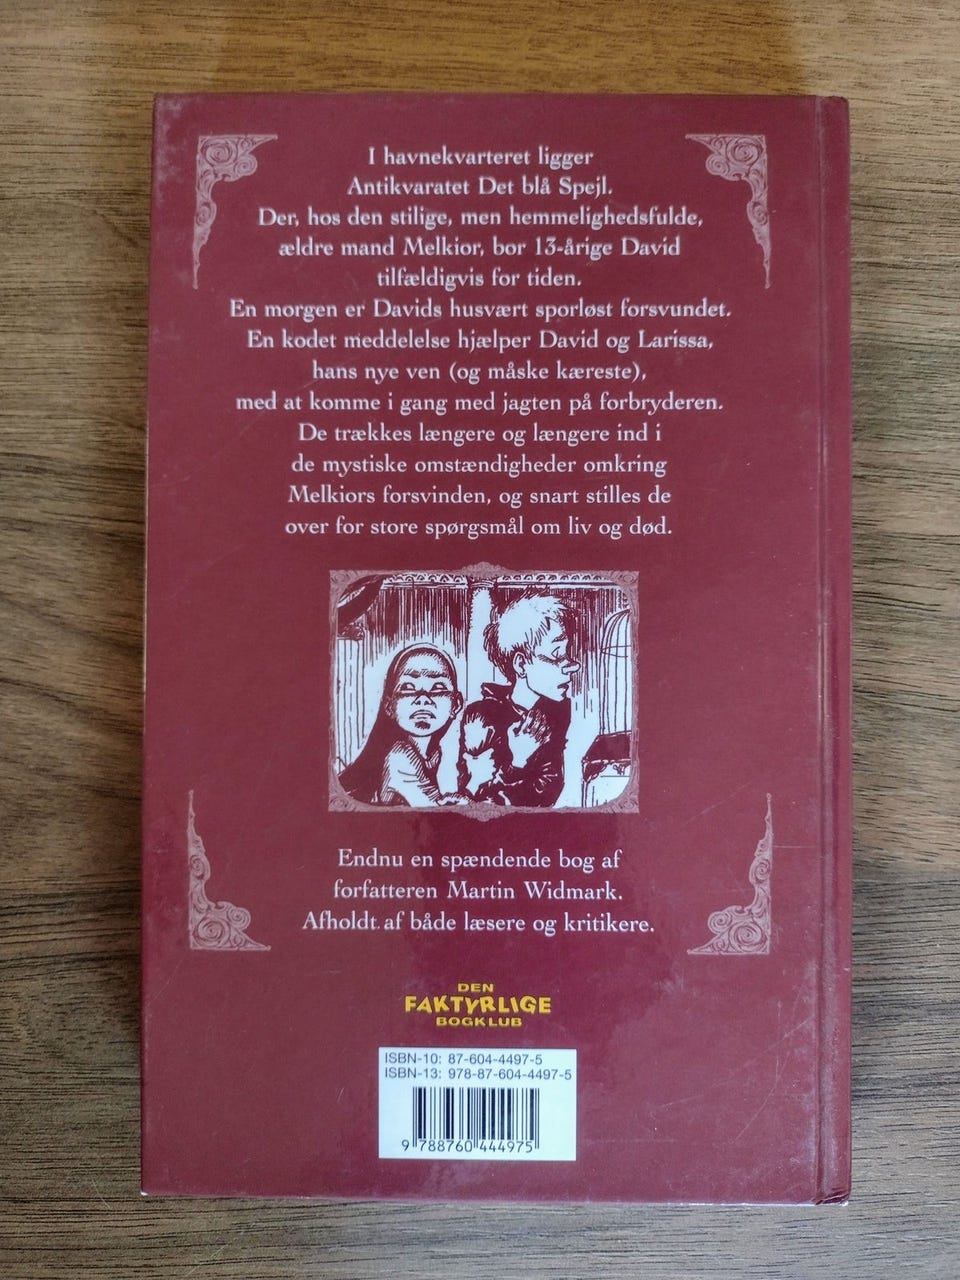 I havnekvarteret ligger
Antikvaratet Det blå Spejl.
Der, hos den stilige, men hemmelighedsfulde,
ældre mand Melkior, bor 13-årige David
tilfældigvis for tiden.
En morgen er Davids husvært sporløst forsvundet.
En kodet meddelelse hjælper David og Larissa,
hans nye ven (og måske kæreste),
med at komme i gang med jagten på forbryderen.
De trækkes længere og længere ind i
de mystiske omstændigheder omkring
Melkiors forsvinden, og snart stilles de
over for store spørgsmål om liv og død.
Endnu en spændende bog af
forfatteren Martin Widmark.
Afholdt af både læsere og kritikere.
DEN
FAKTYRLIGE
BOGKLUB
ISBN-10: 87-604-4497-5
ISBN-13: 978-87-604-4497-5
9 788760 444975